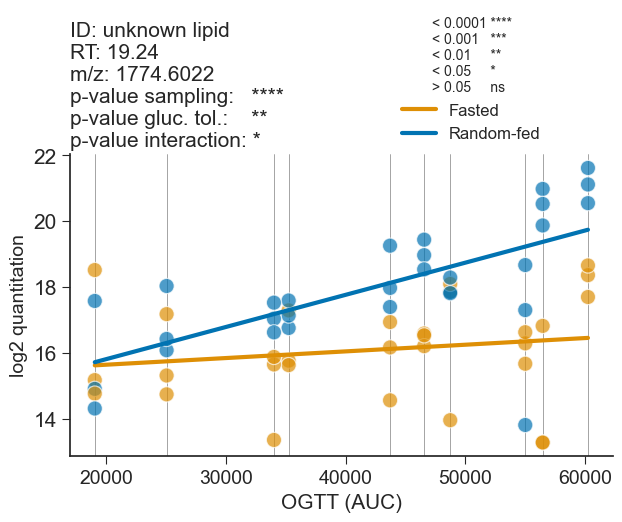 ID: unknown lipid
RT: 19.24
m/z: 1774.6022
p-value sampling: ****
p-value gluc. tol.: **
p-value interaction: *
< 0.0001 ****
< 0.001 ***
< 0.01 **
< 0.05 *
> 0.05 ns
Fasted
Random-fed
22
20
18
16
14
log2 quantitation
20000 30000 40000 50000 60000
OGTT (AUC)